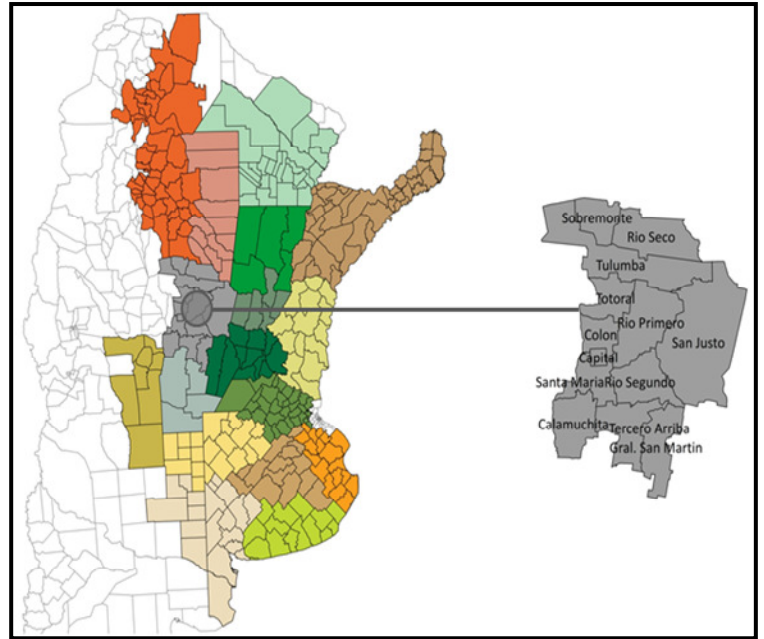 Sobremonte
Rio Seco
Tulumba
Totoral
Rio Primero
Colon
San Justo
Capital
Santa Maria Rio Segundo
Calamuchita
Tercero Arriba
Gral. San Martin